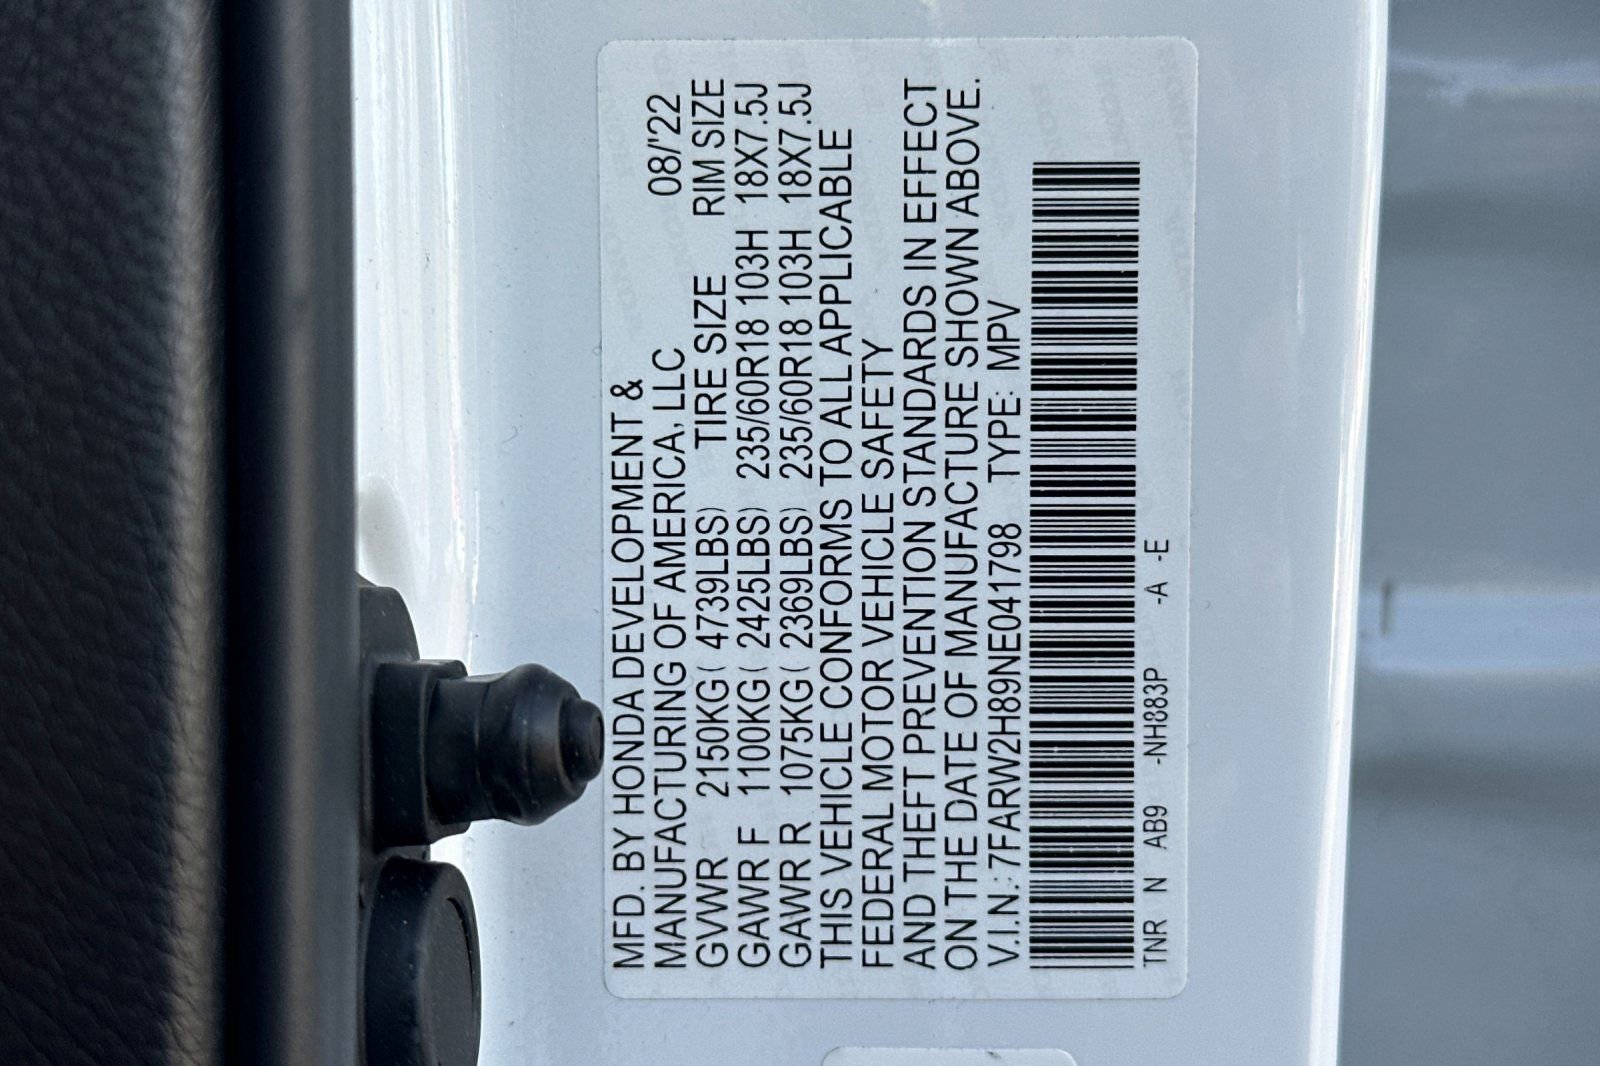 MFD. BY HONDA DEVELOPMENT &
MANUFACTURING OF AMERICA, LLC 08/'22
GVWR 2150KG ( 4739LBS) TIRE SIZE RIM SIZE
GAWR F 1100KG ( 2425LBS) 235/60R18 103H 18X7.5J
GAWR R 1075KG ( 2369LBS) 235/60R18 103H 18X7.5J
THIS VEHICLE CONFORMS TO ALL APPLICABLE
FEDERAL MOTOR VEHICLE SAFETY
AND THEFT PREVENTION STANDARDS IN EFFECT
ON THE DATE OF MANUFACTURE SHOWN ABOVE.
V.I.N.: 7FARW2H89NE041798 TYPE: MPV
TNR N AB9 -NH883P -A -E